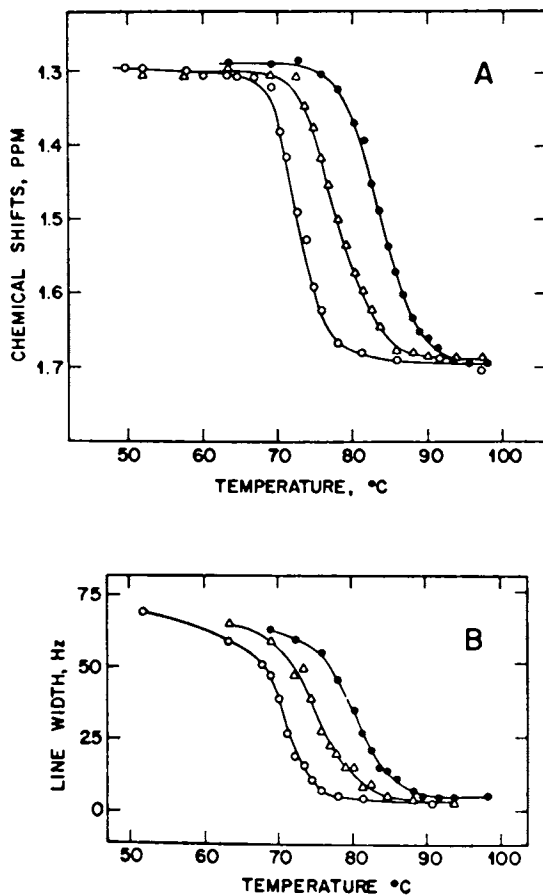 A
CHEMICAL SHIFTS, PPM
1.3
1.4
1.5
1.6
1.7
50 60 70 80 90 100
TEMPERATURE, °C
B
LINE WIDTH, Hz
75
50
25
0
50 60 70 80 90 100
TEMPERATURE °C